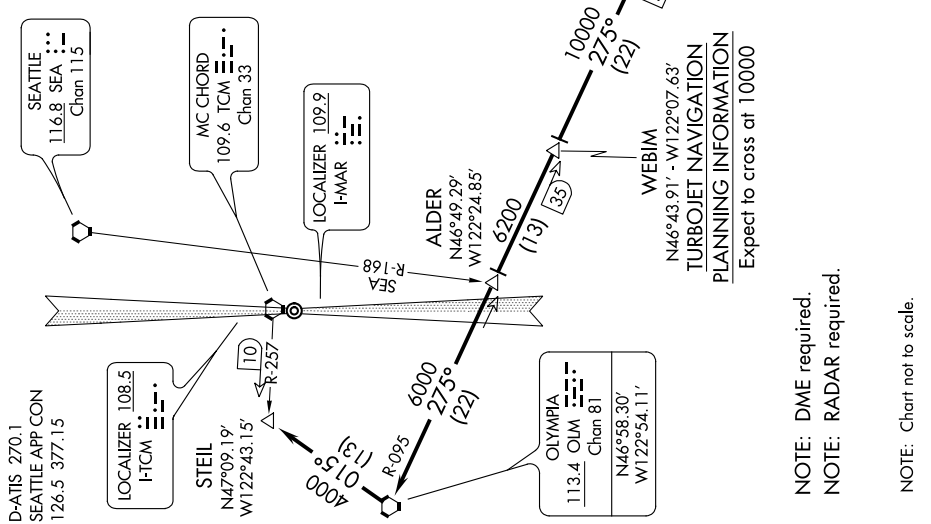 D-ATIS 270.1
SEATTLE APP CON
126.5 377.15
SEATTLE
116.8 SEA
Chan 115
MC CHORD
109.6 TCM
Chan 33
LOCALIZER 109.9
I-MAR
LOCALIZER 108.5
I-TCM
SEA
R-168
10
R-257
STEIL
N47°09.19'
W122°43.15'
4000
015°
(13)
R-095
6000
275°
(22)
ALDER
N46°49.29'
W122°24.85'
6200
(13)
35
10000
275°
(22)
WEBIM
N46°43.91' - W122°07.63'
TURBOJET NAVIGATION
PLANNING INFORMATION
Expect to cross at 10000
OLYMPIA
113.4 OLM
Chan 81
N46°58.30'
W122°54.11'
NOTE: DME required.
NOTE: RADAR required.
NOTE: Chart not to scale.